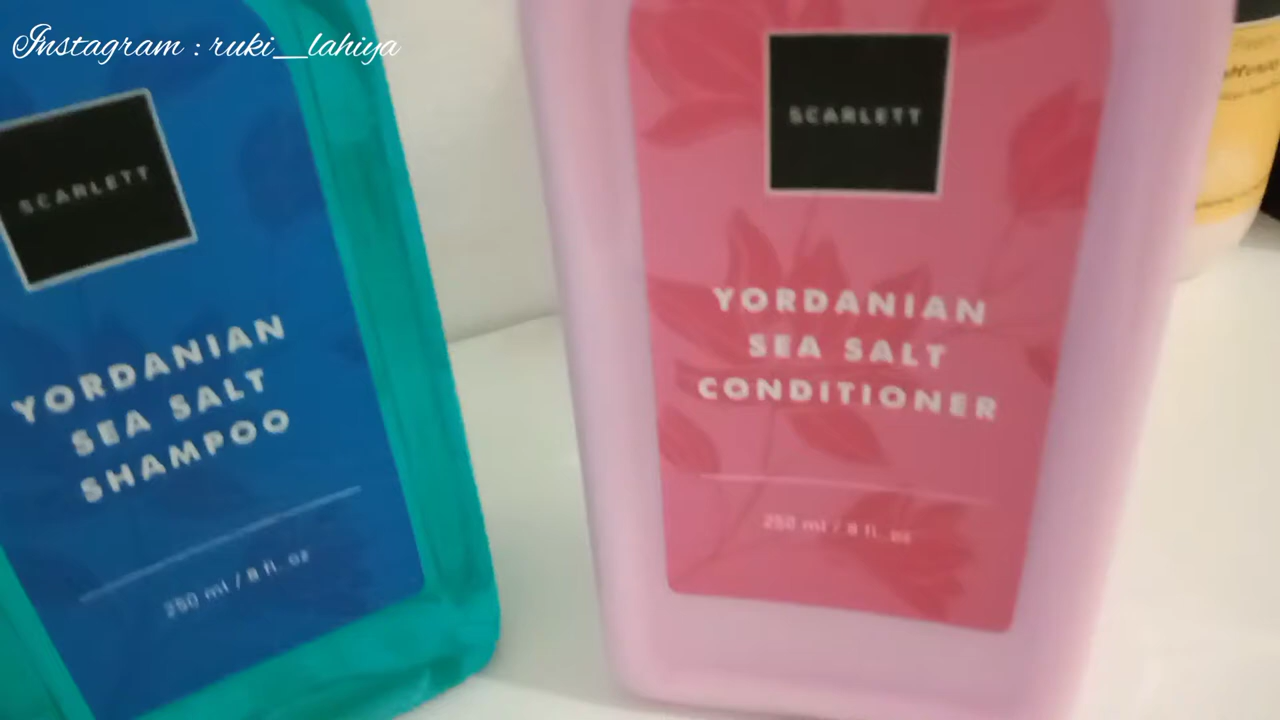 Instagram : ruki_lahiya
SCARLETT
YORDANIAN
SEA SALT
SHAMPOO
250 ml / 8 fl. oz
SCARLETT
YORDANIAN
SEA SALT
CONDITIONER
250 ml / 8 fl. oz